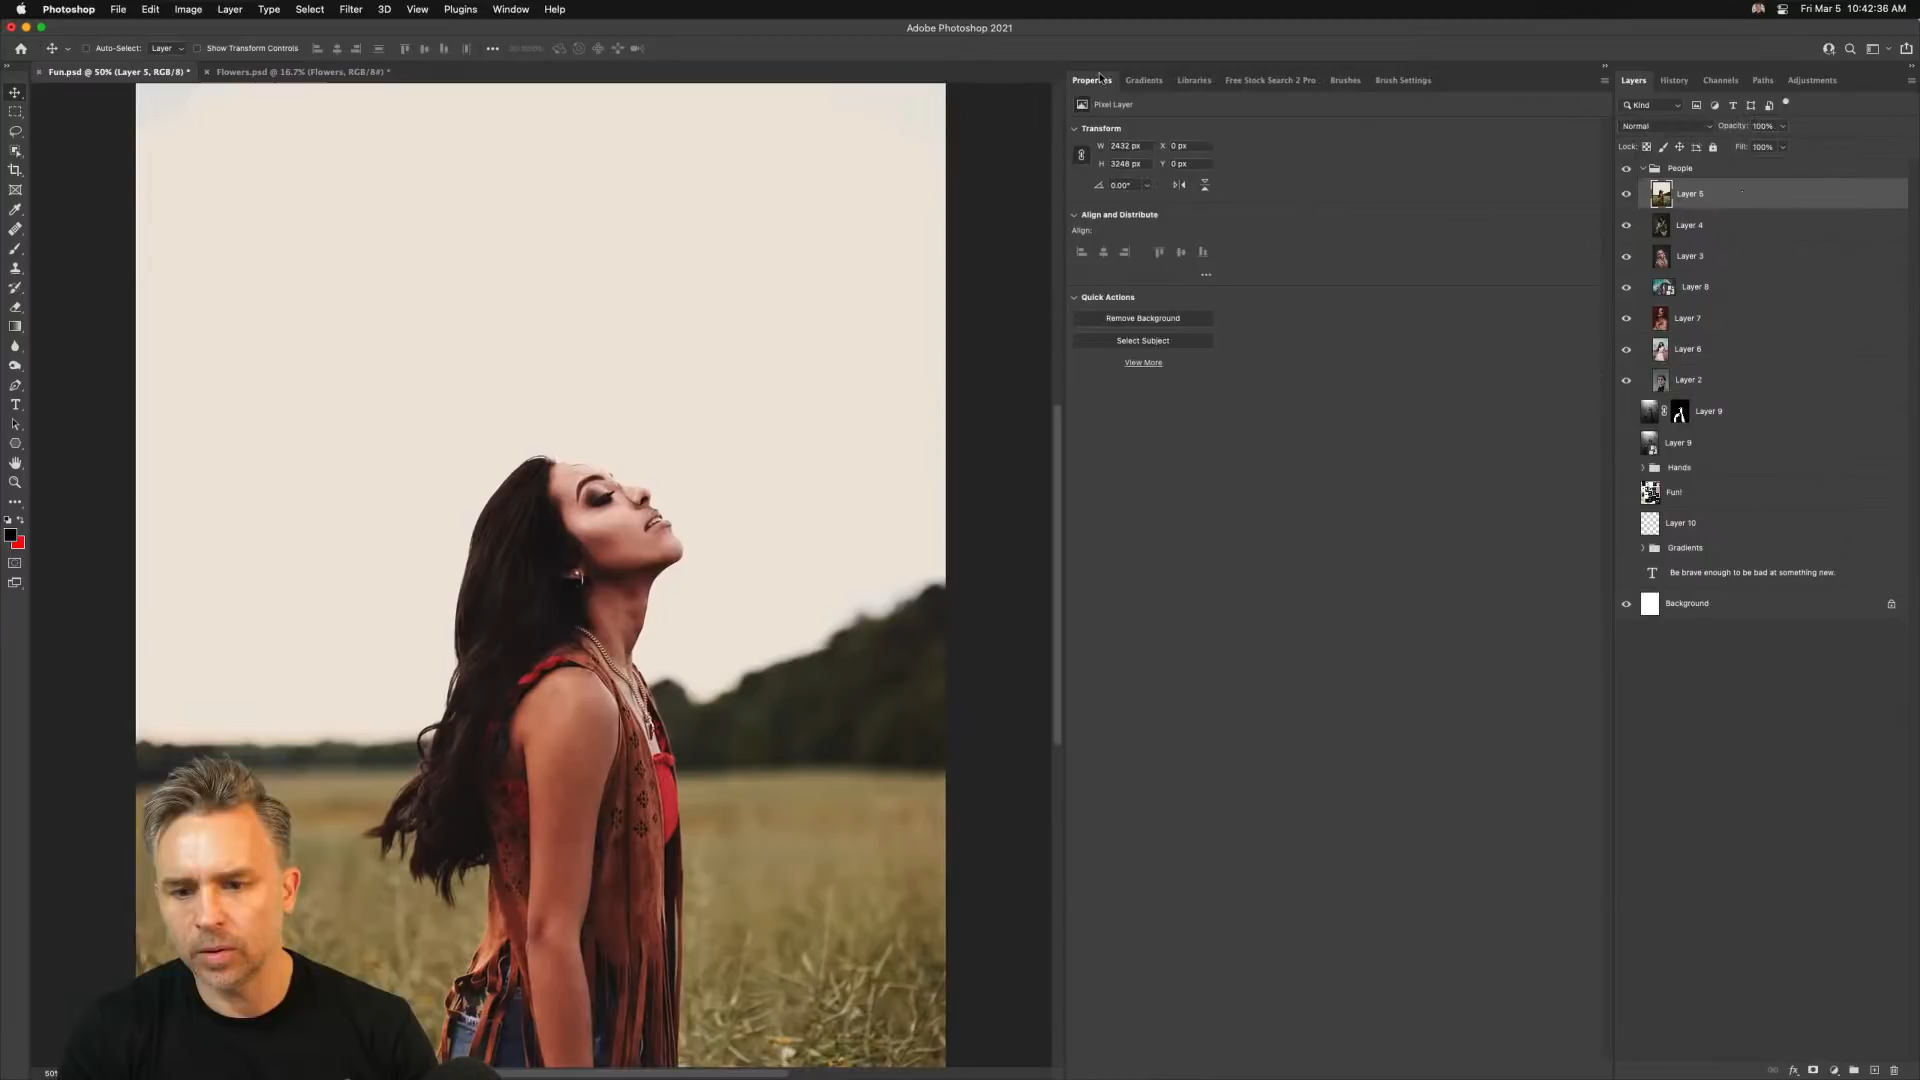 Photoshop File Edit Image Layer Type Select Filter 3D View Plugins Window Help Fri Mar 5 10:42:36 AM
Adobe Photoshop 2021
Auto-Select: Layer Show Transform Controls
Fun.psd @ 50% (Layer 5, RGB/8) * Flowers.psd @ 16.7% (Flowers, RGB/8#) *
Properties Gradients Libraries Free Stock Search 2 Pro Brushes Brush Settings
Pixel Layer
Transform
W 2432 px X 0 px
H 3248 px Y 0 px
0.00°
Align and Distribute
Align:
Quick Actions
Remove Background
Select Subject
View More
Layers History Channels Paths Adjustments
Kind
Normal Opacity: 100%
Lock: Fill: 100%
People
Layer 5
Layer 4
Layer 3
Layer 8
Layer 7
Layer 6
Layer 2
Layer 9
Layer 9
Hands
Fun!
Layer 10
Gradients
Be brave enough to be bad at something new.
Background